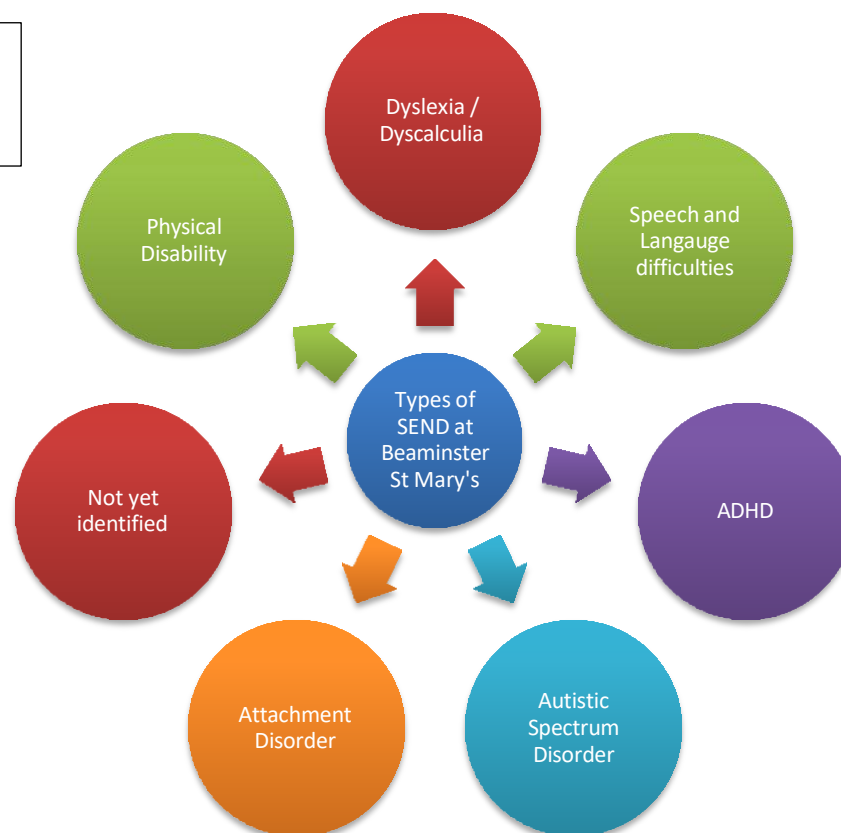 Dyslexia /
Dyscalculia
Speech and
Langauge
difficulties
ADHD
Autistic
Spectrum
Disorder
Attachment
Disorder
Not yet
identified
Physical
Disability
Types of
SEND at
Beaminster
St Mary's